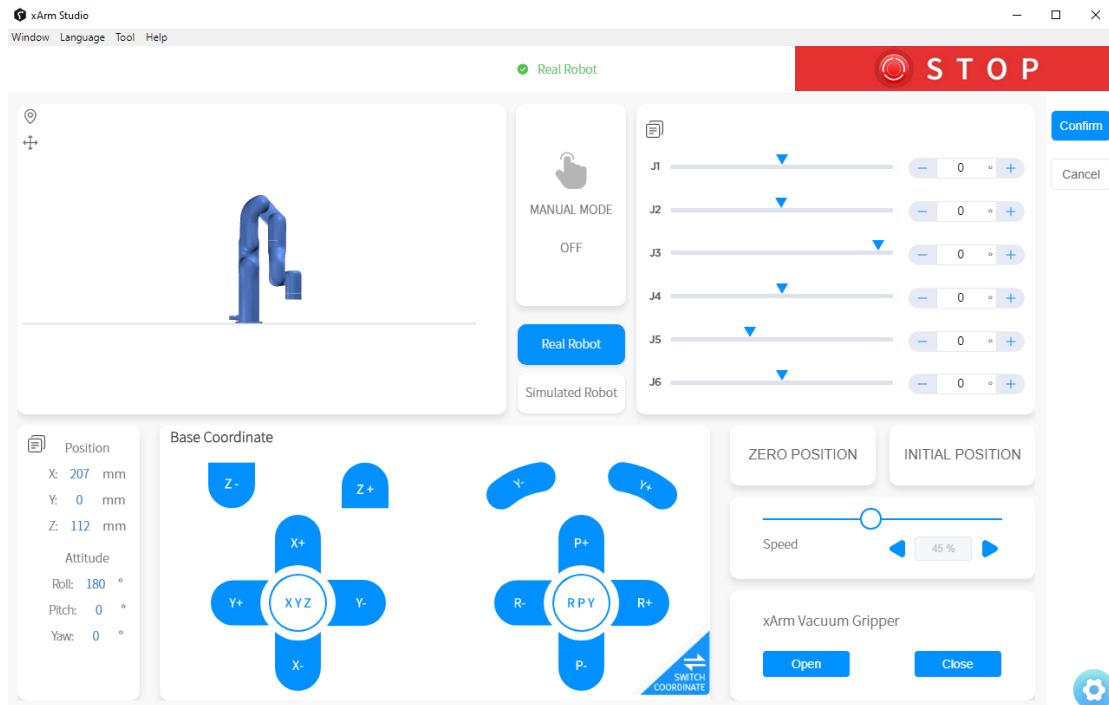 xArm Studio
Window Language Tool Help
Real Robot
STOP
Confirm
Cancel
MANUAL MODE
OFF
Real Robot
Simulated Robot
J1 0 °
J2 0 °
J3 0 °
J4 0 °
J5 0 °
J6 0 °
Position
X: 207 mm
Y: 0 mm
Z: 112 mm
Attitude
Roll: 180 °
Pitch: 0 °
Yaw: 0 °
Base Coordinate
Z- Z+
X+
Y+ XYZ Y-
X-
Y- Y+
P+
R- RPY R+
P-
SWITCH
COORDINATE
ZERO POSITION
INITIAL POSITION
Speed 45 %
xArm Vacuum Gripper
Open Close